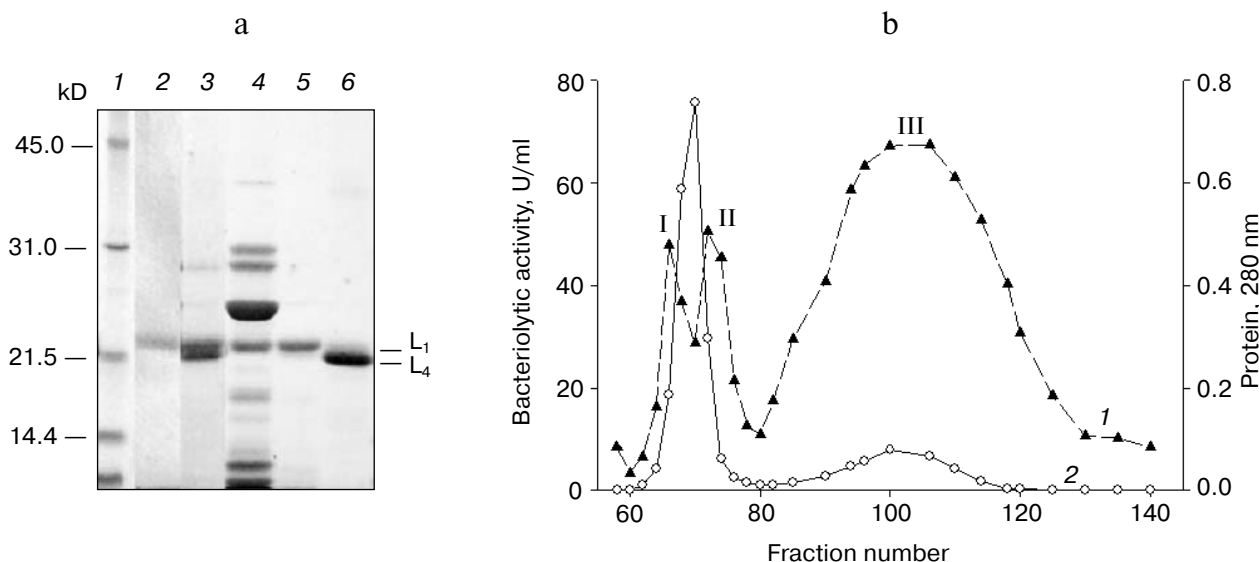 a
kD 1 2 3 4 5 6
45.0
31.0
21.5
14.4
L1
L4
b
Bacteriolytic activity, U/ml
80
60
40
20
0
I
II
III
1
2
0.8
0.6
0.4
0.2
0.0
Protein, 280 nm
60 80 100 120 140
Fraction number